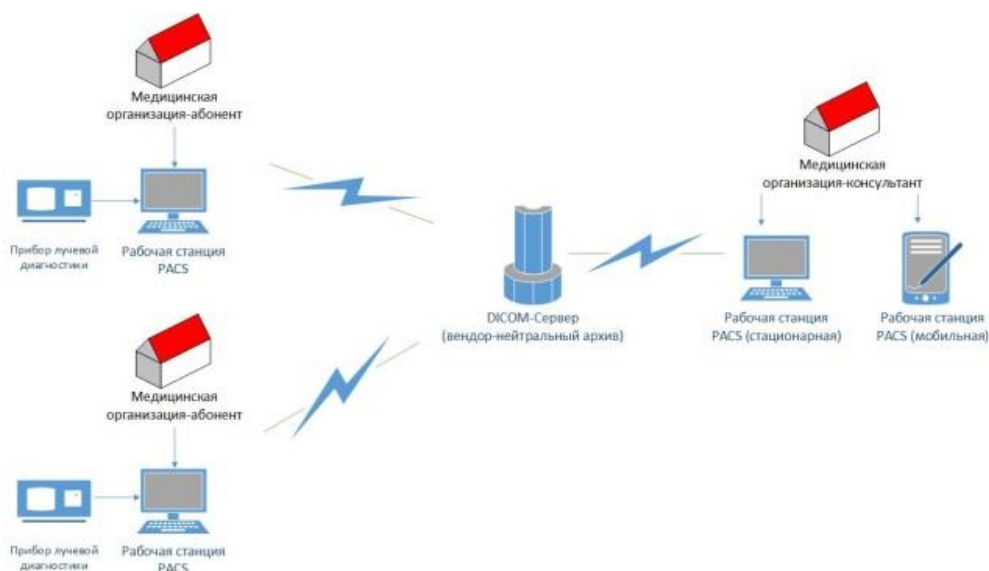 Медицинская
организация-абонент
Прибор лучевой
диагностики
Рабочая станция
PACS
Медицинская
организация-абонент
Прибор лучевой
диагностики
Рабочая станция
PACS
DICOM-Сервер
(вендор-нейтральный архив)
Медицинская
организация-консультант
Рабочая станция
PACS (стационарная)
Рабочая станция
PACS (мобильная)